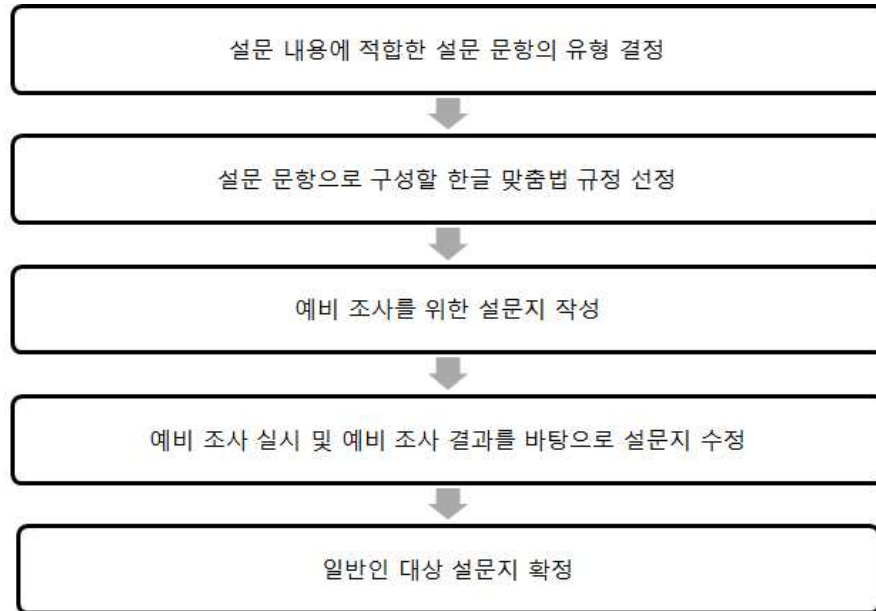 설문 내용에 적합한 설문 문항의 유형 결정
설문 문항으로 구성할 한글 맞춤법 규정 선정
예비 조사를 위한 설문지 작성
예비 조사 실시 및 예비 조사 결과를 바탕으로 설문지 수정
일반인 대상 설문지 확정